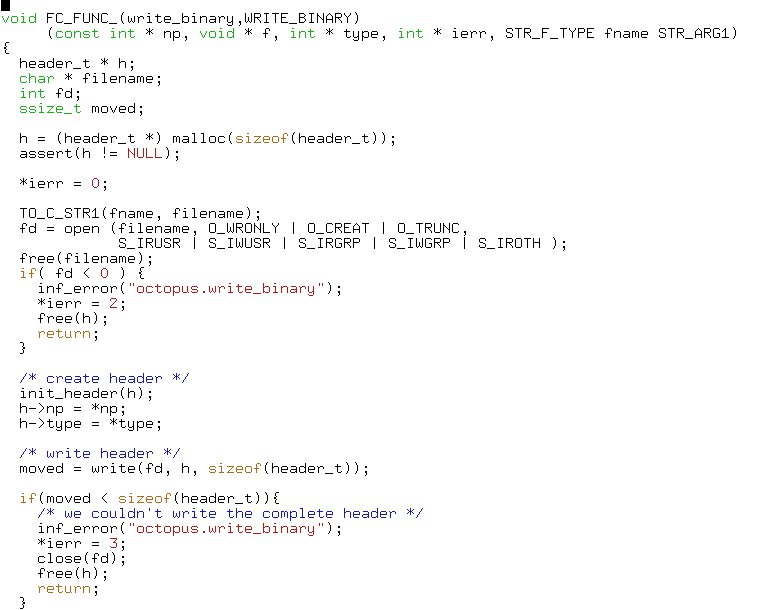 void FC_FUNC_(write_binary,WRITE_BINARY)
     (const int * np, void * f, int * type, int * ierr, STR_F_TYPE fname STR_ARG1)
{
  header_t * h;
  char * filename;
  int fd;
  ssize_t moved;

  h = (header_t *) malloc(sizeof(header_t));
  assert(h != NULL);

  *ierr = 0;

  TO_C_STR1(fname, filename);
  fd = open (filename, O_WRONLY | O_CREAT | O_TRUNC,
             S_IRUSR | S_IWUSR | S_IRGRP | S_IWGRP | S_IROTH );
  free(filename);
  if( fd < 0 ) {
    inf_error("octopus.write_binary");
    *ierr = 2;
    free(h);
    return;
  }

  /* create header */
  init_header(h);
  h->np = *np;
  h->type = *type;

  /* write header */
  moved = write(fd, h, sizeof(header_t));

  if(moved < sizeof(header_t)){
    /* we couldn't write the complete header */
    inf_error("octopus.write_binary");
    *ierr = 3;
    close(fd);
    free(h);
    return;
  }